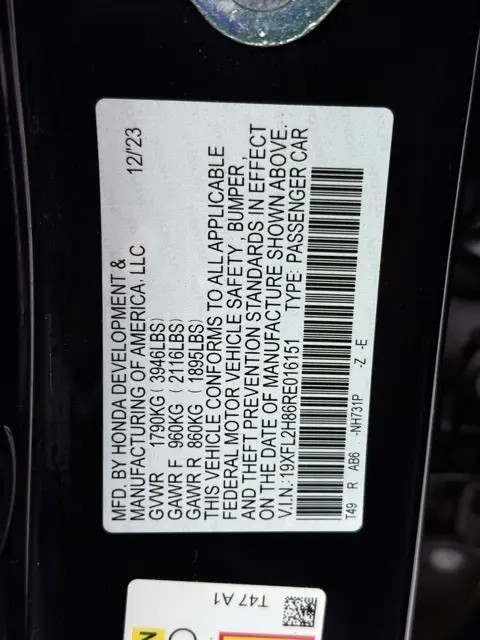 MFD. BY HONDA DEVELOPMENT &
MANUFACTURING OF AMERICA, LLC 12/'23
GVWR 1790KG ( 3946LBS)
GAWR F 960KG ( 2116LBS)
GAWR R 860KG ( 1895LBS)
THIS VEHICLE CONFORMS TO ALL APPLICABLE
FEDERAL MOTOR VEHICLE SAFETY , BUMPER ,
AND THEFT PREVENTION STANDARDS IN EFFECT
ON THE DATE OF MANUFACTURE SHOWN ABOVE.
V.I.N.:19XFL2H86RE016151 TYPE: PASSENGER CAR
T49 R AB6 -NH731P -Z -E
T47 A1